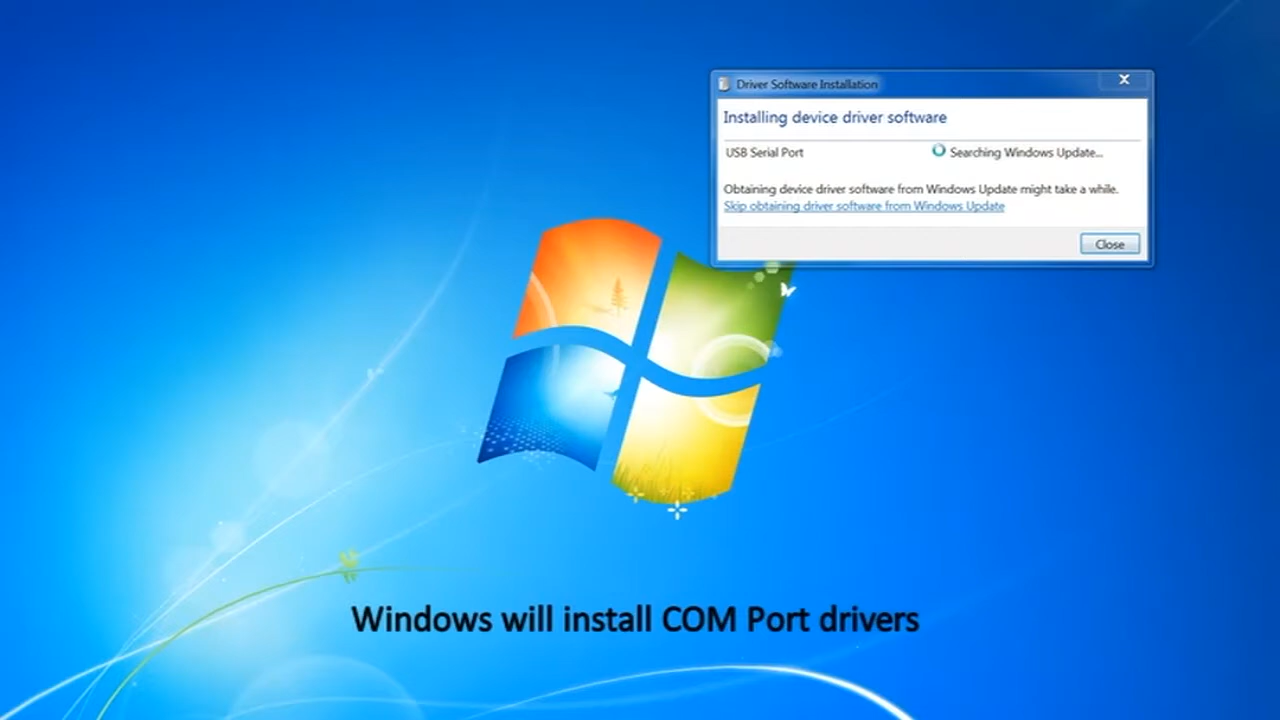 Driver Software Installation
Installing device driver software
USB Serial Port
Searching Windows Update...
Obtaining device driver software from Windows Update might take a while.
Skip obtaining driver software from Windows Update
Close
Windows will install COM Port drivers